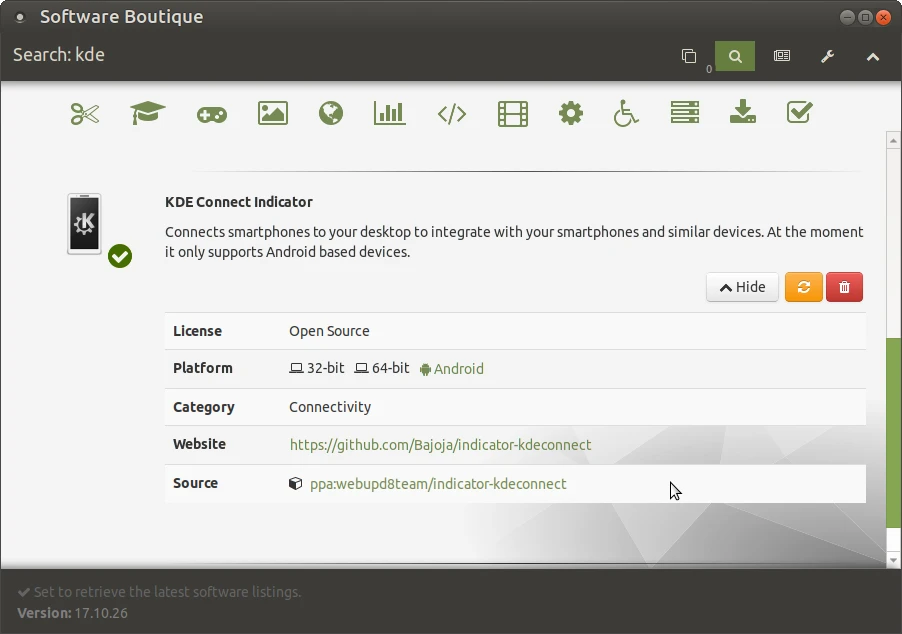 Software Boutique
Search: kde
0
KDE Connect Indicator
Connects smartphones to your desktop to integrate with your smartphones and similar devices. At the moment
it only supports Android based devices.
Hide
License Open Source
Platform 32-bit 64-bit Android
Category Connectivity
Website https://github.com/Bajoja/indicator-kdeconnect
Source ppa:webupd8team/indicator-kdeconnect
Set to retrieve the latest software listings.
Version: 17.10.26